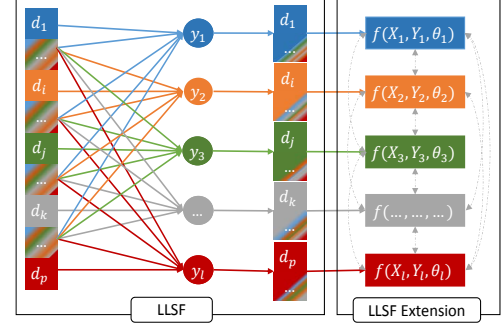 d₁
...
dᵢ
...
dⱼ
...
dₖ
...
dₚ
y₁
y₂
y₃
...
yₗ
d₁
...
dᵢ
...
dⱼ
...
dₖ
...
dₚ
...
f(X₁, Y₁, θ₁)
f(X₂, Y₂, θ₂)
f(X₃, Y₃, θ₃)
f(..., ..., ...)
f(Xₗ, Yₗ, θₗ)
LLSF
LLSF Extension